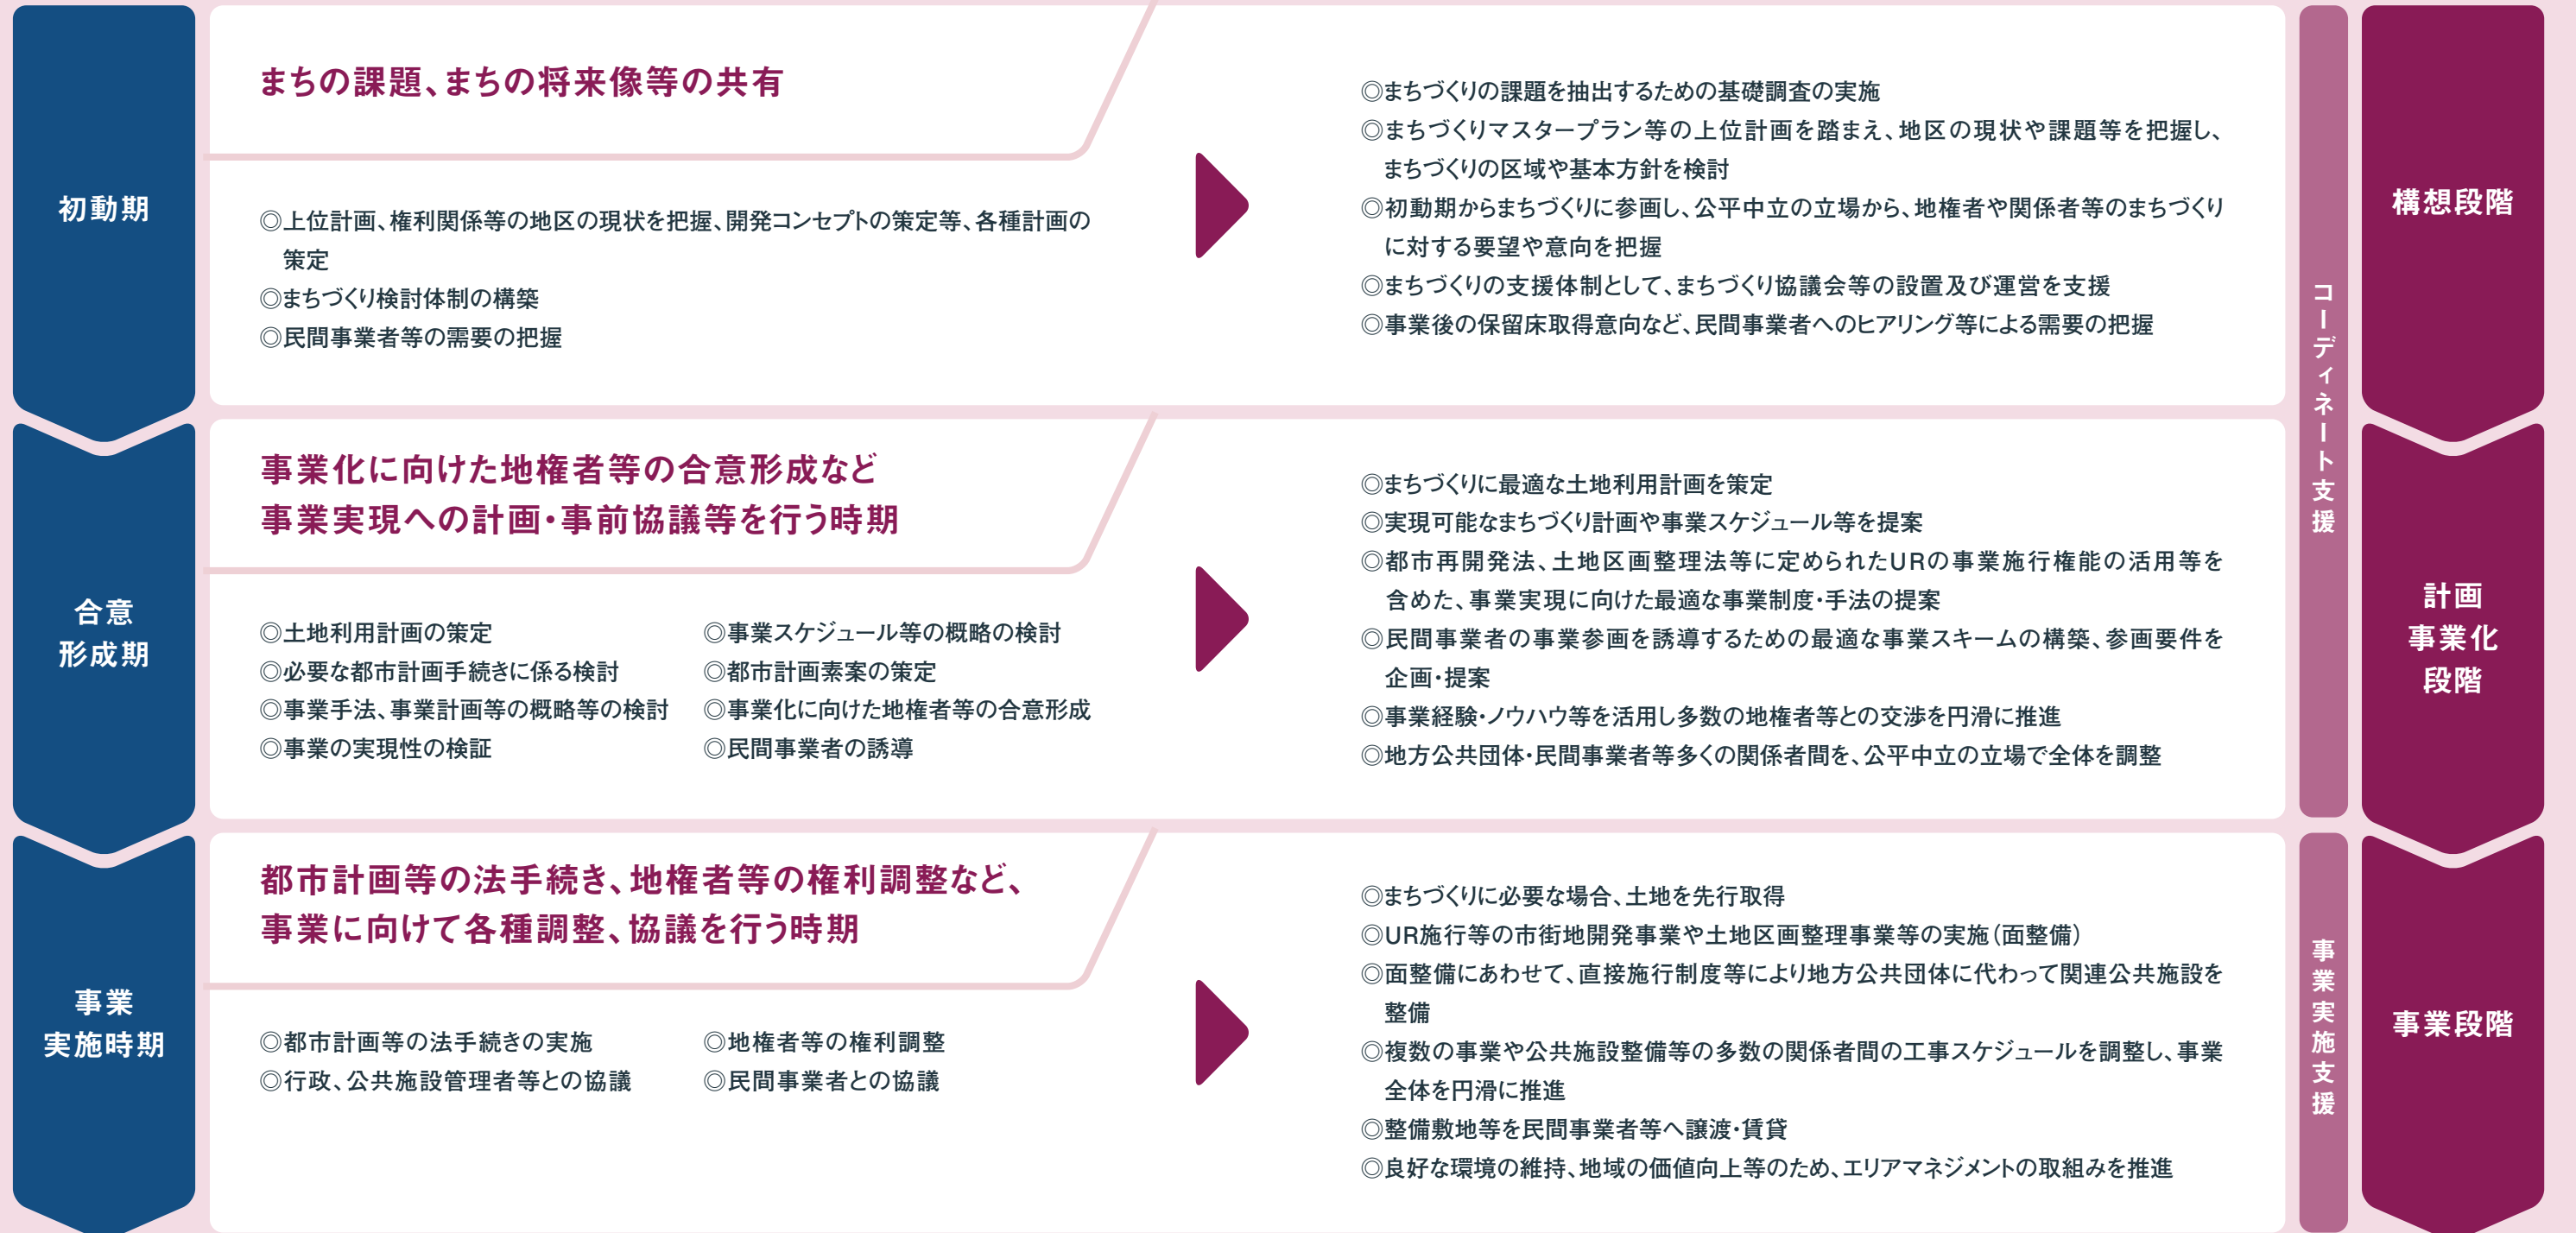 初動期
まちの課題、まちの将来像等の共有
◎上位計画、権利関係等の地区の現状を把握、開発コンセプトの策定等、各種計画の
策定
◎まちづくり検討体制の構築
◎民間事業者等の需要の把握
◎まちづくりの課題を抽出するための基礎調査の実施
◎まちづくりマスタープラン等の上位計画を踏まえ、地区の現状や課題等を把握し、
まちづくりの区域や基本方針を検討
◎初動期からまちづくりに参画し、公平中立の立場から、地権者や関係者等のまちづくり
に対する要望や意向を把握
◎まちづくりの支援体制として、まちづくり協議会等の設置及び運営を支援
◎事業後の保留床取得意向など、民間事業者へのヒアリング等による需要の把握
コーディネート支援
構想段階
合意
形成期
事業化に向けた地権者等の合意形成など
事業実現への計画・事前協議等を行う時期
◎土地利用計画の策定
◎必要な都市計画手続きに係る検討
◎事業手法、事業計画等の概略等の検討
◎事業の実現性の検証
◎事業スケジュール等の概略の検討
◎都市計画素案の策定
◎事業化に向けた地権者等の合意形成
◎民間事業者の誘導
◎まちづくりに最適な土地利用計画を策定
◎実現可能なまちづくり計画や事業スケジュール等を提案
◎都市再開発法、土地区画整理法等に定められたURの事業施行権能の活用等を
含めた、事業実現に向けた最適な事業制度・手法の提案
◎民間事業者の事業参画を誘導するための最適な事業スキームの構築、参画要件を
企画・提案
◎事業経験・ノウハウ等を活用し多数の地権者等との交渉を円滑に推進
◎地方公共団体・民間事業者等多くの関係者間を、公平中立の立場で全体を調整
計画
事業化
段階
事業
実施時期
都市計画等の法手続き、地権者等の権利調整など、
事業に向けて各種調整、協議を行う時期
◎都市計画等の法手続きの実施
◎行政、公共施設管理者等との協議
◎地権者等の権利調整
◎民間事業者との協議
◎まちづくりに必要な場合、土地を先行取得
◎UR施行等の市街地開発事業や土地区画整理事業等の実施（面整備）
◎面整備にあわせて、直接施行制度等により地方公共団体に代わって関連公共施設を
整備
◎複数の事業や公共施設整備等の多数の関係者間の工事スケジュールを調整し、事業
全体を円滑に推進
◎整備敷地等を民間事業者等へ譲渡・賃貸
◎良好な環境の維持、地域の価値向上等のため、エリアマネジメントの取組みを推進
事業実施支援
事業段階